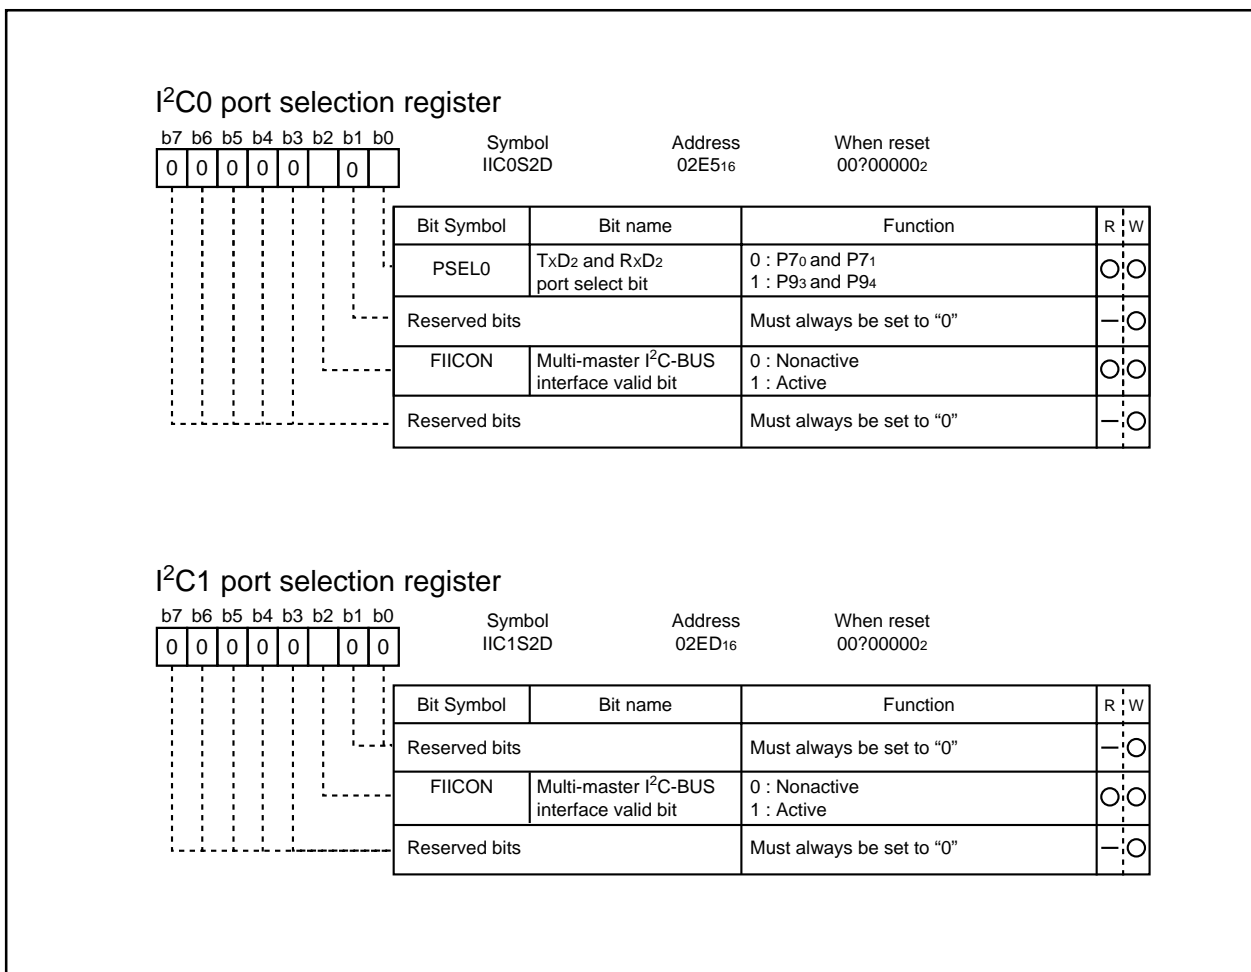 I²C0 port selection register
b7 b6 b5 b4 b3 b2 b1 b0
Symbol Address When reset
0 0 0 0 0 0
IIC0S2D 02E5₁₆ 00?00000₂
Bit Symbol Bit name Function R W
PSEL0 TxD₂ and RxD₂ port select bit 0 : P7₀ and P7₁
1 : P9₃ and P9₄
Reserved bits Must always be set to “0”
FIICON Multi-master I²C-BUS interface valid bit 0 : Nonactive
1 : Active
Reserved bits Must always be set to “0”
I²C1 port selection register
b7 b6 b5 b4 b3 b2 b1 b0
Symbol Address When reset
0 0 0 0 0 0 0
IIC1S2D 02ED₁₆ 00?00000₂
Bit Symbol Bit name Function R W
Reserved bits Must always be set to “0”
FIICON Multi-master I²C-BUS interface valid bit 0 : Nonactive
1 : Active
Reserved bits Must always be set to “0”